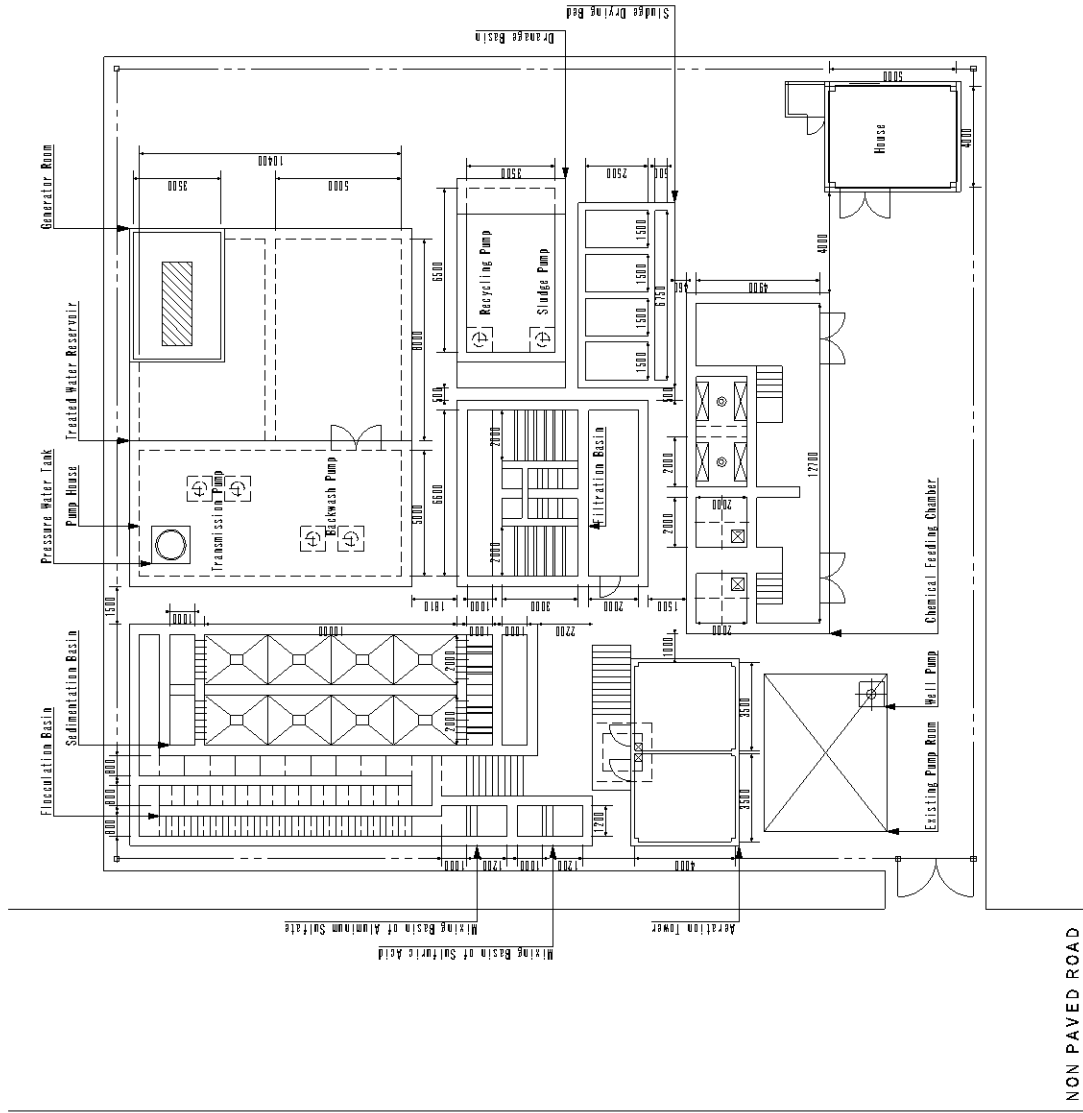 Sludge Drying Bed
Dranage Basin
Generator Room
Treated Water Reservoir
Pressure Water Tank
Pump House
Sedimentation Basin
Flocculation Basin
5000
4000
House
4000
10400
3500
5000
8000
5000
Transmission Pump
Backwash Pump
3500
6500
Recycling Pump
Sludge Pump
2500
500
1500
1500
1500
1500
6750
460
4900
500
500
2000
6600
2000
Filtration Basin
1000
3000
2000
1500
1810
1500
2000
2000
2000
2000
12700
Chemical Feeding Chamber
1000
10000
1000
1000
2200
2000
2000
800
800
800
1000
1200
1000
1200
1200
1000
3500
3500
4000
Well Pump
Existing Pump Room
Mixing Basin of Aluminum Sulfate
Mixing Basin of Sulfuric Acid
Aeration Tower
NON PAVED ROAD